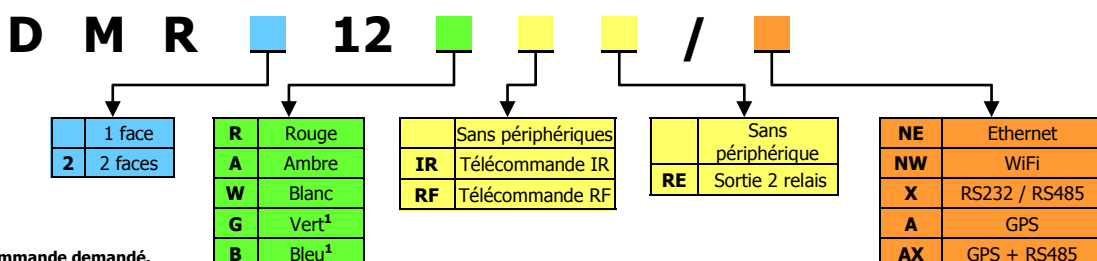 D M R 12 /
1 face
2 2 faces
R Rouge
A Ambre
W Blanc
G Vert1
B Bleu1
Sans périphériques
IR Télécommande IR
RF Télécommande RF
Sans
périphérique
RE Sortie 2 relais
NE Ethernet
NW WiFi
X RS232 / RS485
A GPS
AX GPS + RS485
ommande demandé.